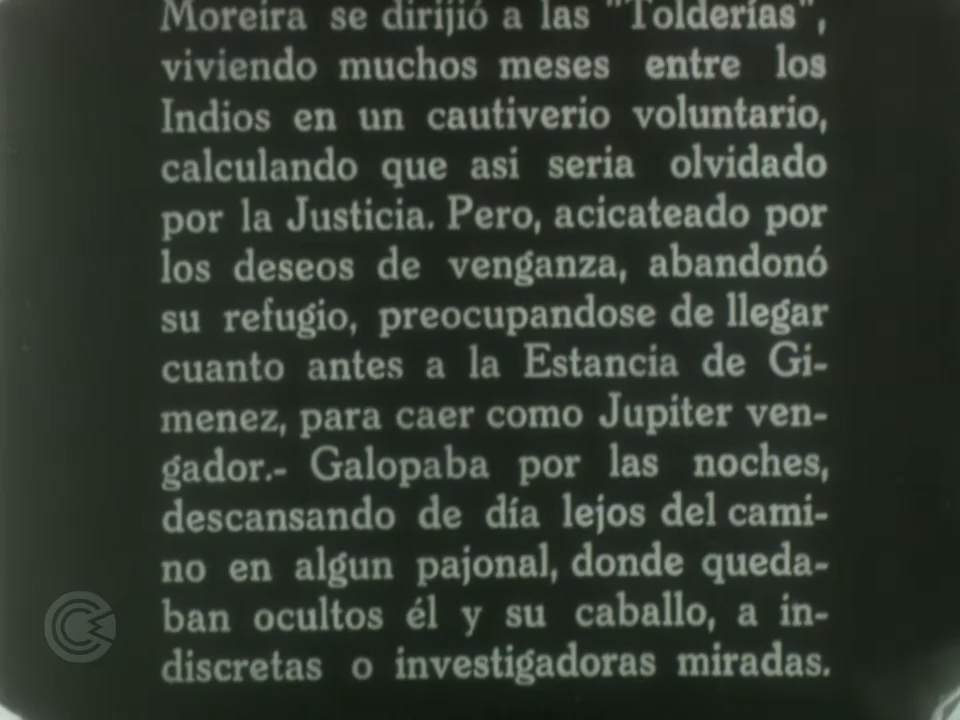 Moreira se dirijió a las "Tolderías",
viviendo muchos meses entre los
Indios en un cautiverio voluntario,
calculando que asi seria olvidado
por la Justicia. Pero, acicateado por
los deseos de venganza, abandonó
su refugio, preocupandose de llegar
cuanto antes a la Estancia de Gi-
menez, para caer como Jupiter ven-
gador.- Galopaba por las noches,
descansando de día lejos del cami-
no en algun pajonal, donde queda-
ban ocultos él y su caballo, a in-
discretas o investigadoras miradas.